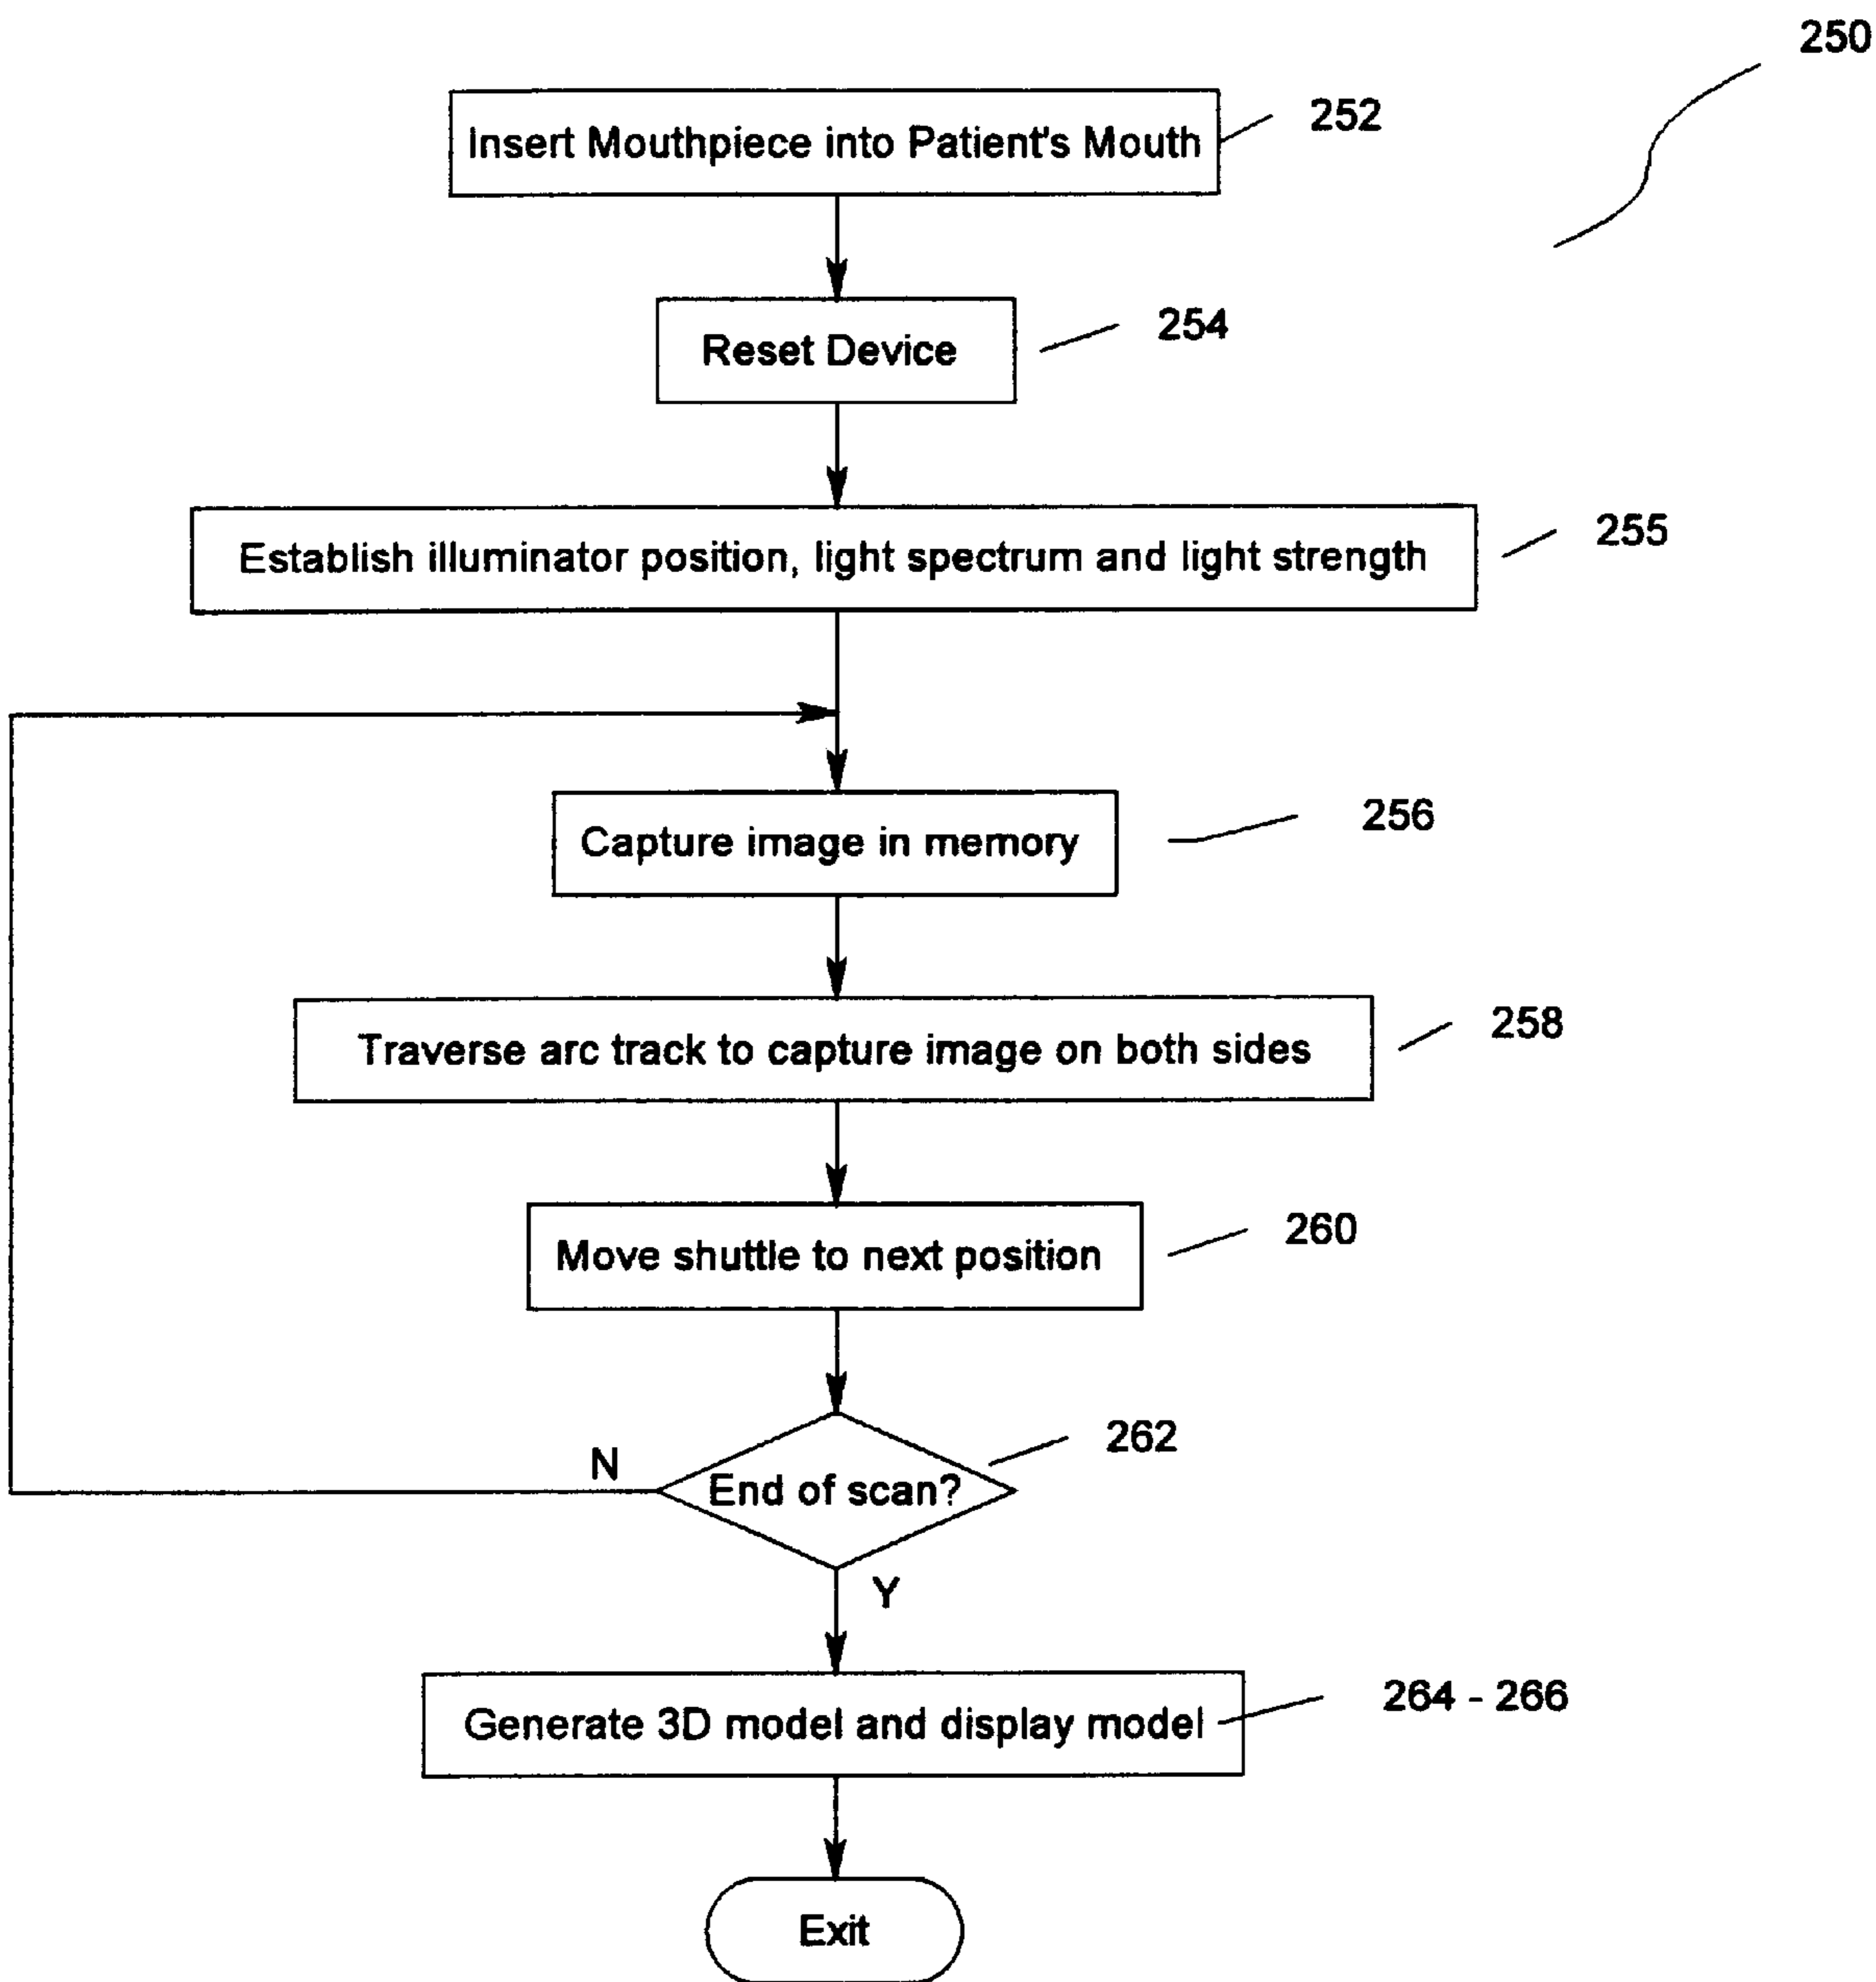 250
Insert Mouthpiece into Patient's Mouth
252
Reset Device
254
Establish illuminator position, light spectrum and light strength
255
Capture image in memory
256
Traverse arc track to capture image on both sides
258
Move shuttle to next position
260
End of scan?
262
N
Y
Generate 3D model and display model
264 - 266
Exit